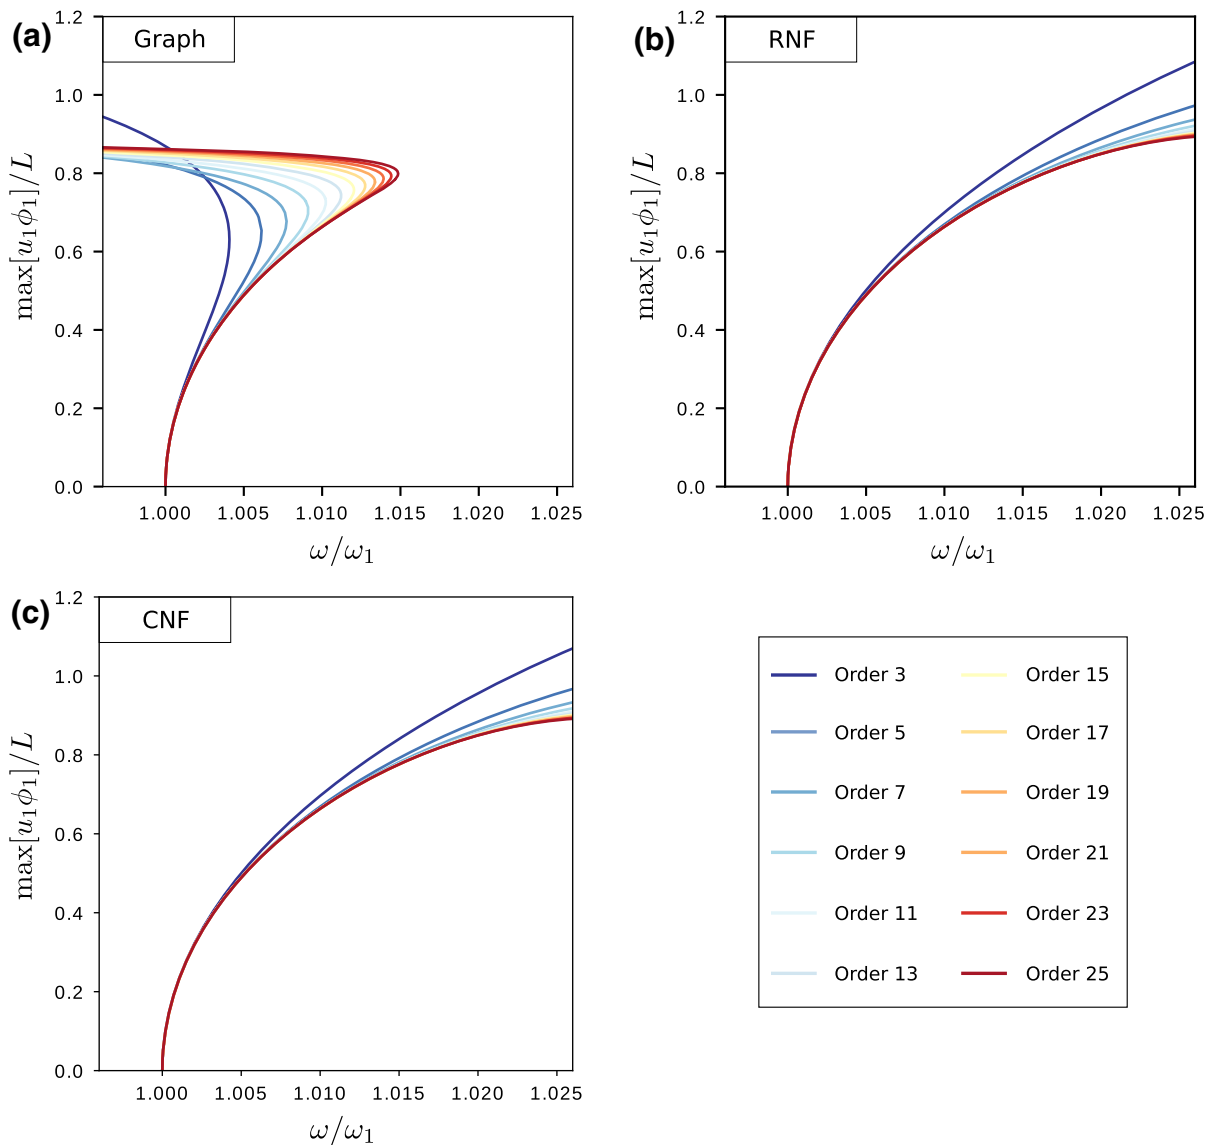 (a)
Graph
1.2
1.0
0.8
0.6
0.4
0.2
0.0
max[u₁ϕ₁]/L
1.000 1.005 1.010 1.015 1.020 1.025
ω/ω₁
(b)
RNF
1.2
1.0
0.8
0.6
0.4
0.2
0.0
max[u₁ϕ₁]/L
1.000 1.005 1.010 1.015 1.020 1.025
ω/ω₁
(c)
CNF
1.2
1.0
0.8
0.6
0.4
0.2
0.0
max[u₁ϕ₁]/L
1.000 1.005 1.010 1.015 1.020 1.025
ω/ω₁
Order 3
Order 5
Order 7
Order 9
Order 11
Order 13
Order 15
Order 17
Order 19
Order 21
Order 23
Order 25